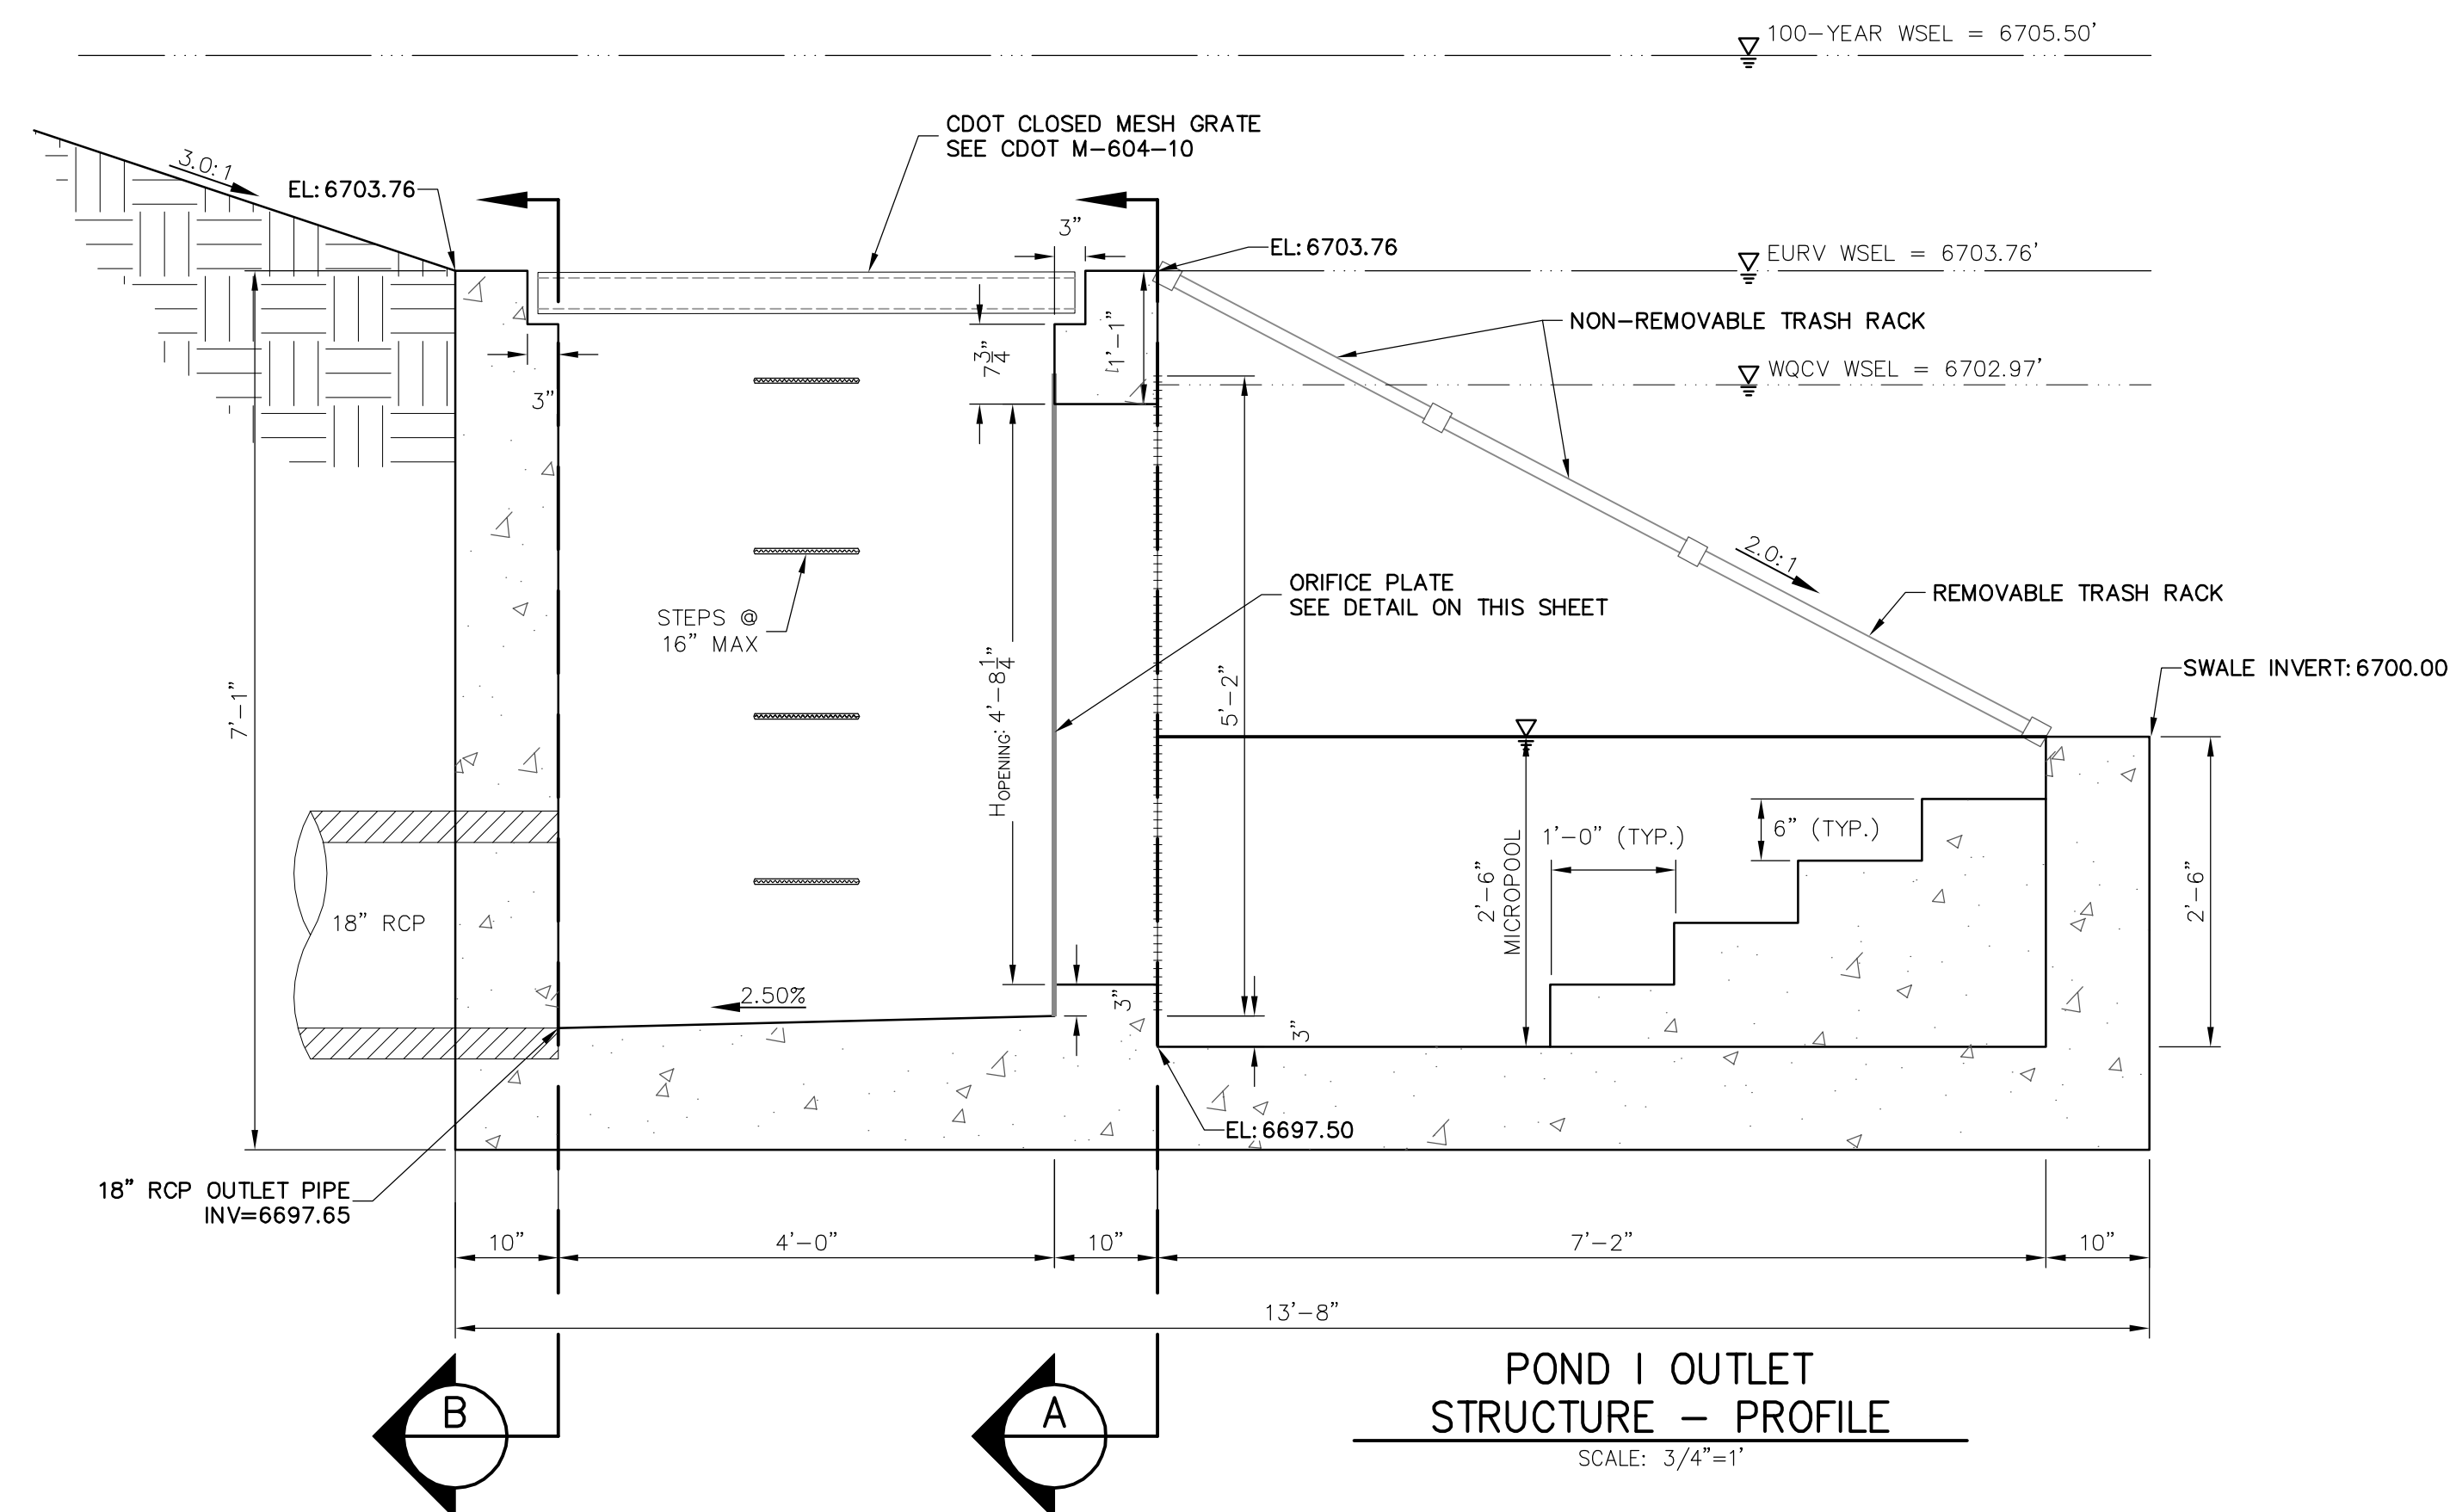 100-YEAR WSEL = 6705.50'
CDOT CLOSED MESH GRATE
SEE CDOT M-604-10
3.0:1
EL: 6703.76
3"
EL: 6703.76
EURV WSEL = 6703.76'
NON-REMOVABLE TRASH RACK
7 3/4"
1'-1"
WQCV WSEL = 6702.97'
3"
2.0:1
ORIFICE PLATE
SEE DETAIL ON THIS SHEET
REMOVABLE TRASH RACK
STEPS @
16" MAX
SWALE INVERT: 6700.00
7'-1"
HOPENING: 4'-8 1/4"
5'-2"
1'-0" (TYP.)
6" (TYP.)
2'-6"
MICROPOOL
2'-6"
18" RCP
2.50%
3"
3"
EL: 6697.50
18" RCP OUTLET PIPE
INV=6697.65
10"
4'-0"
10"
7'-2"
10"
13'-8"
B
A
POND I OUTLET
STRUCTURE - PROFILE
SCALE: 3/4"=1'